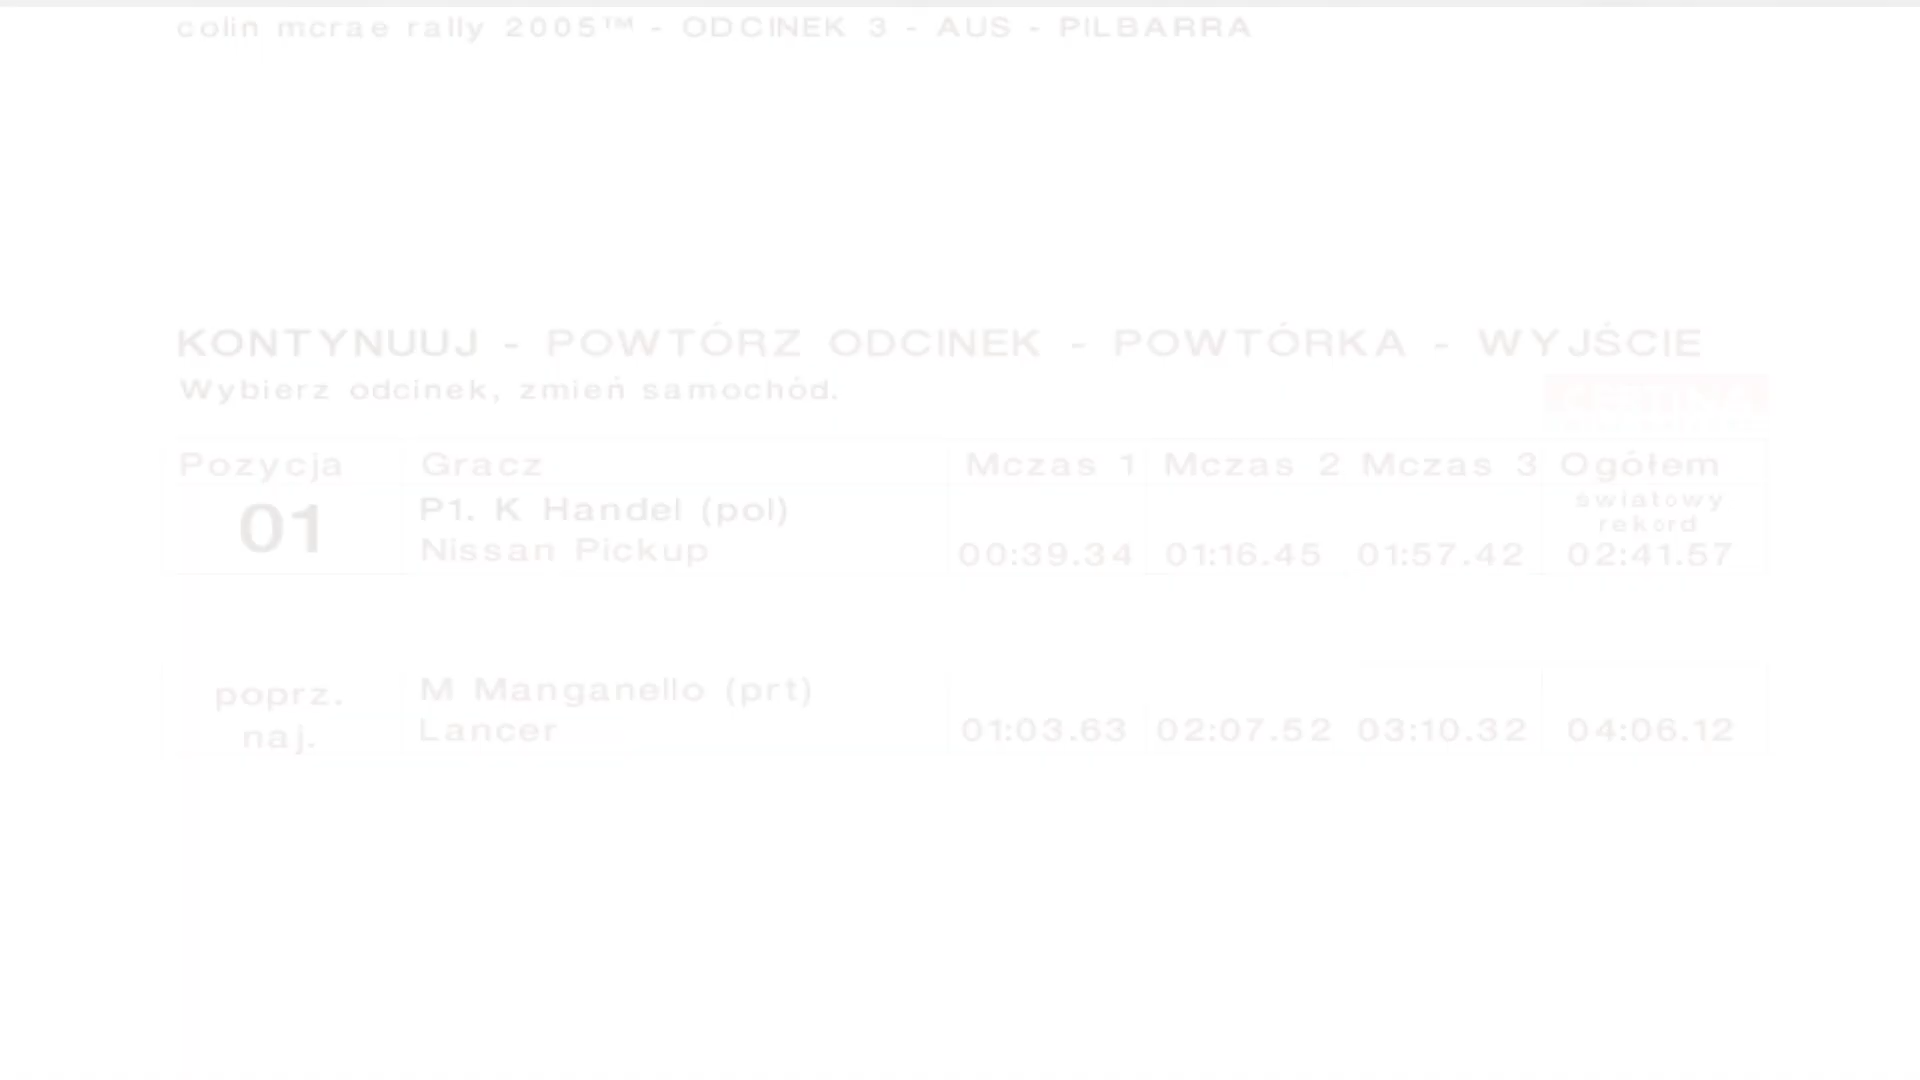 colin mcrae rally 2005™ - ODCINEK 3 - AUS - PILBARRA
KONTYNUUJ - POWTÓRZ ODCINEK - POWTÓRKA - WYJŚCIE
Wybierz odcinek, zmień samochód.
Pozycja Gracz Mczas 1 Mczas 2 Mczas 3 Ogółem
01 P1. K Handel (pol) światowy
rekord
Nissan Pickup 00:39.34 01:16.45 01:57.42 02:41.57
poprz. M Manganello (prt)
naj. Lancer 01:03.63 02:07.52 03:10.32 04:06.12